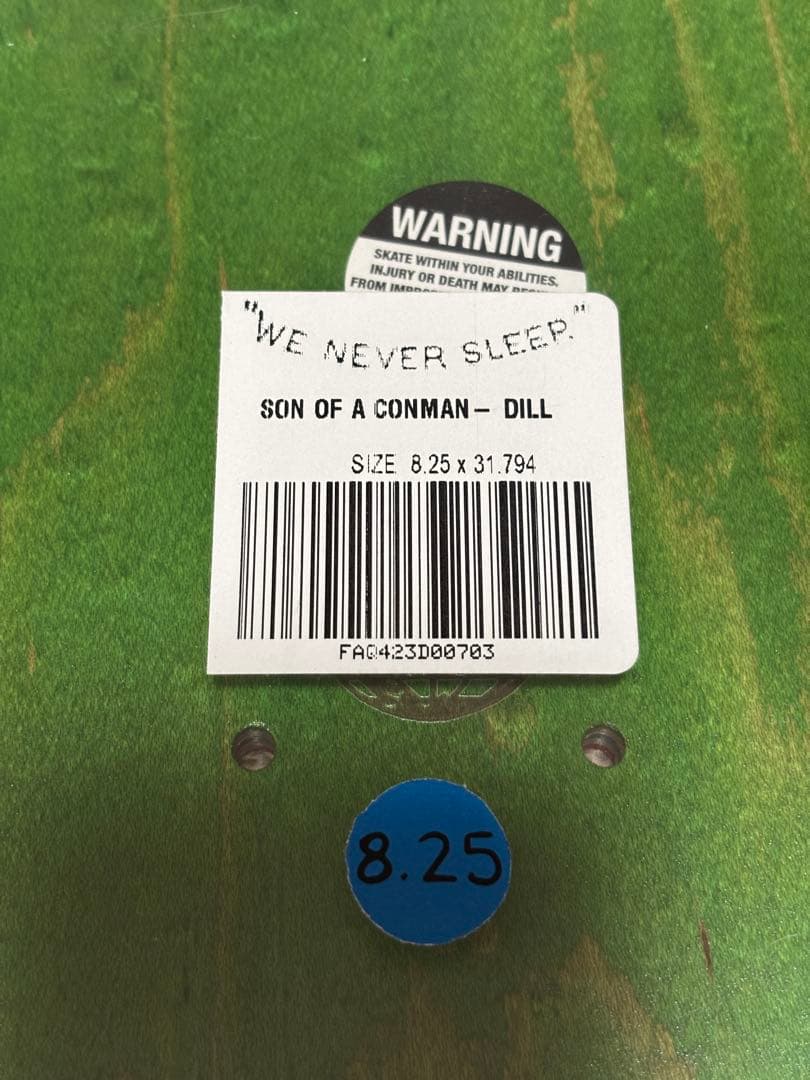 WARNING
SKATE WITHIN YOUR ABILITIES.
INJURY OR DEATH MAY
FROM
"WE NEVER SLEEP"
SON OF A CONMAN - DILL
SIZE 8.25 x 31.794
FAQ423D00703
8.25